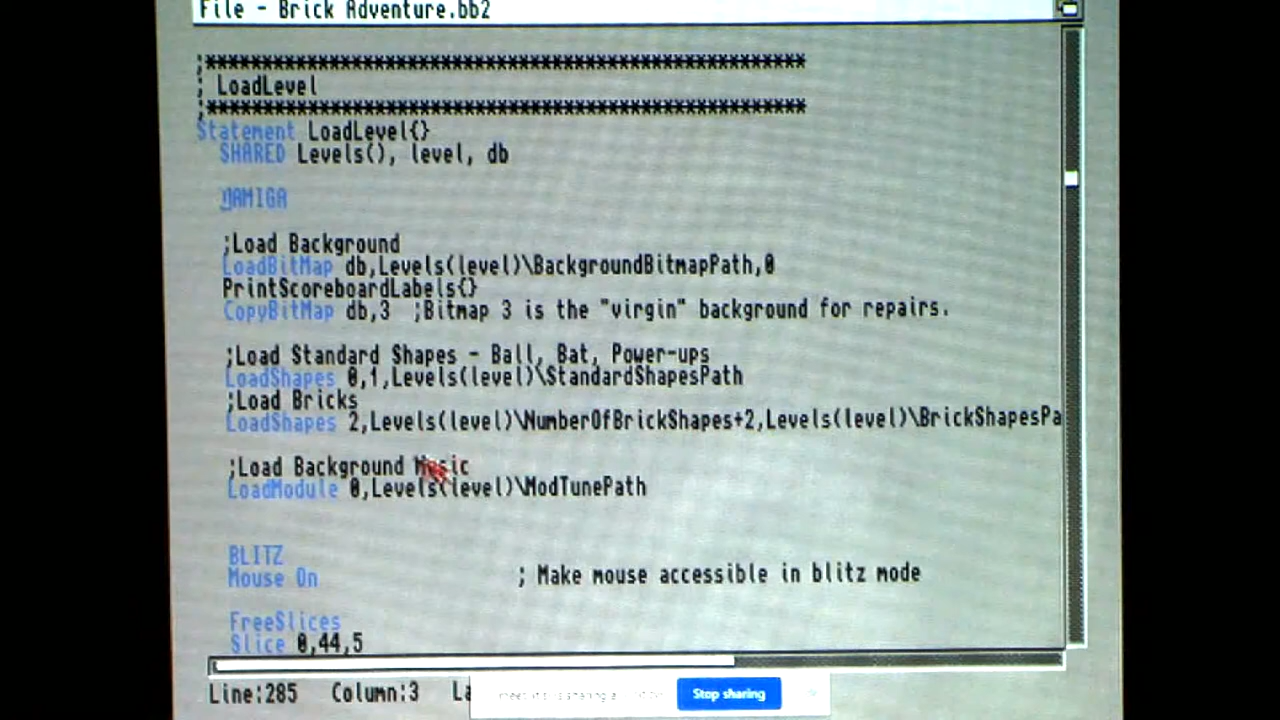 File - Brick Adventure.bb2
;*****************************************************************
; LoadLevel
;*****************************************************************
Statement LoadLevel{}
SHARED Levels(), level, db
QAMIGA
;Load Background
LoadBitMap db,Levels(level)\BackgroundBitmapPath,0
PrintScoreboardLabels{}
CopyBitMap db,3 ;Bitmap 3 is the "virgin" background for repairs.
;Load Standard Shapes - Ball, Bat, Power-ups
LoadShapes 0,1,Levels(level)\StandardShapesPath
;Load Bricks
LoadShapes 2,Levels(level)\NumberOfBrickShapes+2,Levels(level)\BrickShapesPa
;Load Background Music
LoadModule 0,Levels(level)\ModTunePath
BLITZ
Mouse On ; Make mouse accessible in blitz mode
FreeSlices
Slice 0,44,5
Line:285 Column:3 La
Stop sharing